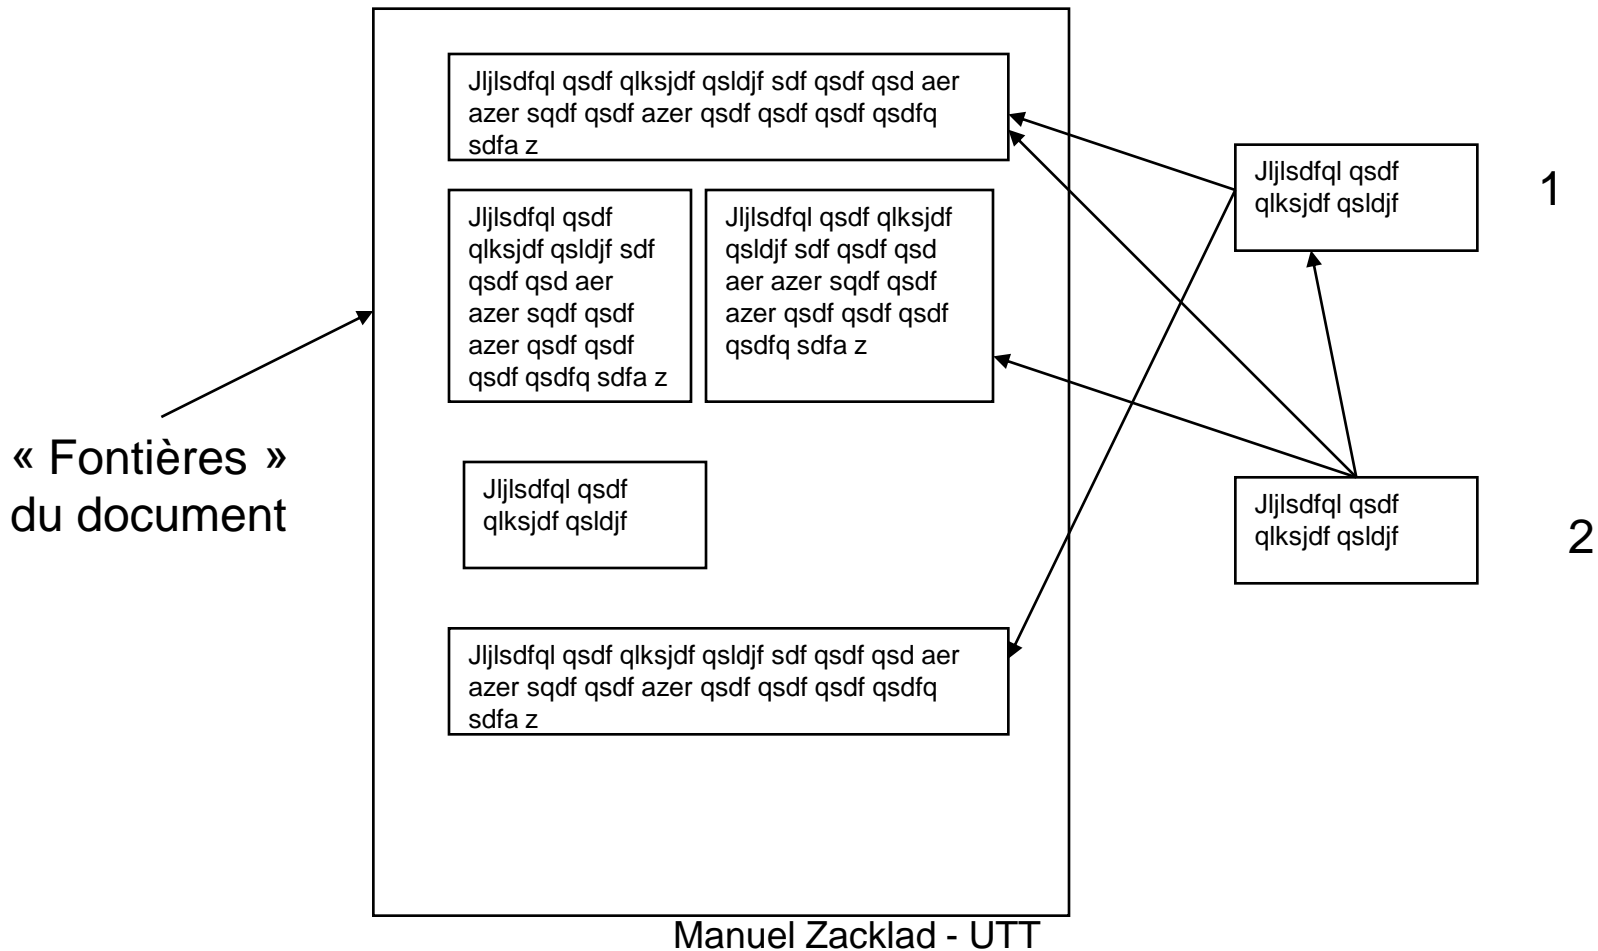 Jljlsdfql qsdf qlksjdf qsldjf sdf qsdf qsd aer
azer sqdf qsdf azer qsdf qsdf qsdf qsdfq
sdfa z
Jljlsdfql qsdf
qlksjdf qsldjf
1
Jljlsdfql qsdf
qlksjdf qsldjf sdf
qsdf qsd aer
azer sqdf qsdf
azer qsdf qsdf
qsdf qsdfq sdfa z
Jljlsdfql qsdf qlksjdf
qsldjf sdf qsdf qsd
aer azer sqdf qsdf
azer qsdf qsdf qsdf
qsdfq sdfa z
« Fontières »
du document
Jljlsdfql qsdf
qlksjdf qsldjf
Jljlsdfql qsdf
qlksjdf qsldjf
2
Jljlsdfql qsdf qlksjdf qsldjf sdf qsdf qsd aer
azer sqdf qsdf azer qsdf qsdf qsdf qsdfq
sdfa z
Manuel Zacklad - UTT